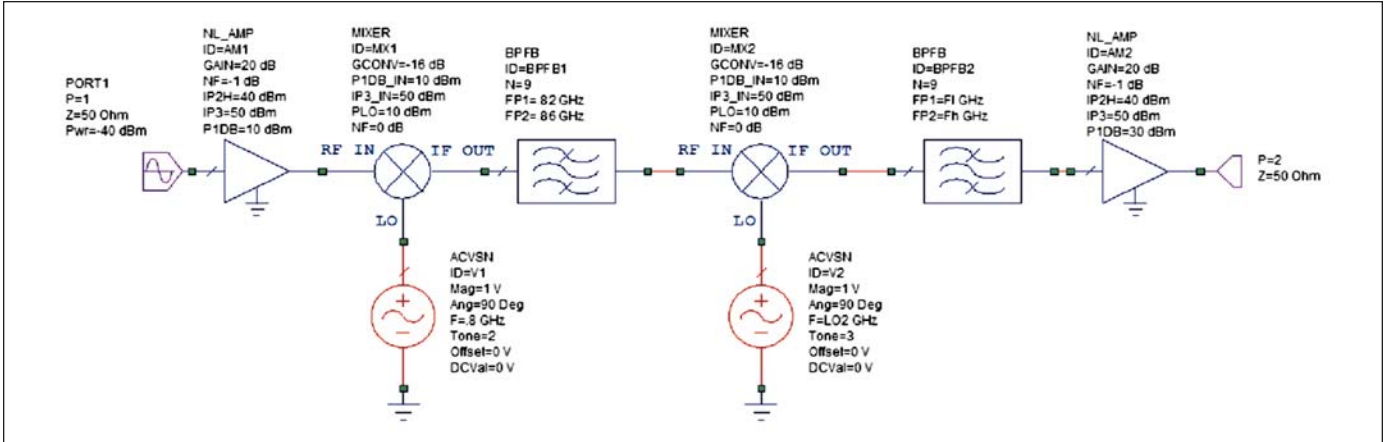 PORT1
P=1
Z=50 Ohm
Pwr=-40 dBm
NL_AMP
ID=AM1
GAIN=20 dB
NF=-1 dB
IP2H=40 dBm
IP3=50 dBm
P1DB=10 dBm
MIXER
ID=MX1
GCONV=-16 dB
P1DB_IN=10 dBm
IP3_IN=50 dBm
PLO=10 dBm
NF=0 dB
RF IN
IF OUT
LO
ACVSN
ID=V1
Mag=1 V
Ang=90 Deg
F=.8 GHz
Tone=2
Offset=0 V
DCVal=0 V
BPFB
ID=BPFB1
N=9
FP1= 82 GHz
FP2= 86 GHz
MIXER
ID=MX2
GCONV=-16 dB
P1DB_IN=10 dBm
IP3_IN=50 dBm
PLO=10 dBm
NF=0 dB
RF IN
IF OUT
LO
ACVSN
ID=V2
Mag=1 V
Ang=90 Deg
F=LO2 GHz
Tone=3
Offset=0 V
DCVal=0 V
BPFB
ID=BPFB2
N=9
FP1=Fl GHz
FP2=Fh GHz
NL_AMP
ID=AM2
GAIN=20 dB
NF=-1 dB
IP2H=40 dBm
IP3=50 dBm
P1DB=30 dBm
P=2
Z=50 Ohm